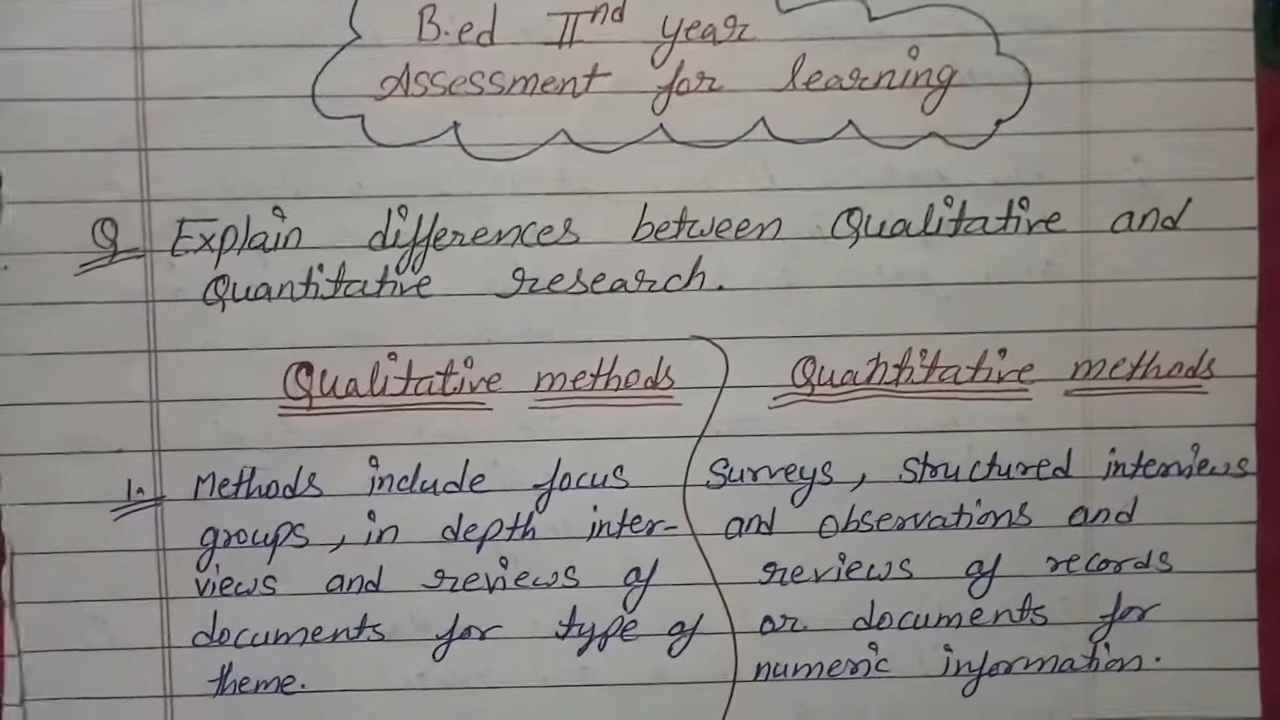 B.ed IInd year
Assessment for learning
Q Explain differences between Qualitative and
Quantitative research.
Qualitative methods
Quantitative methods
1. Methods include focus
groups, in depth inter-
views and reviews of
documents for type of
theme.
Surveys, structured interviews
and observations and
reviews of records
or documents for
numeric information.